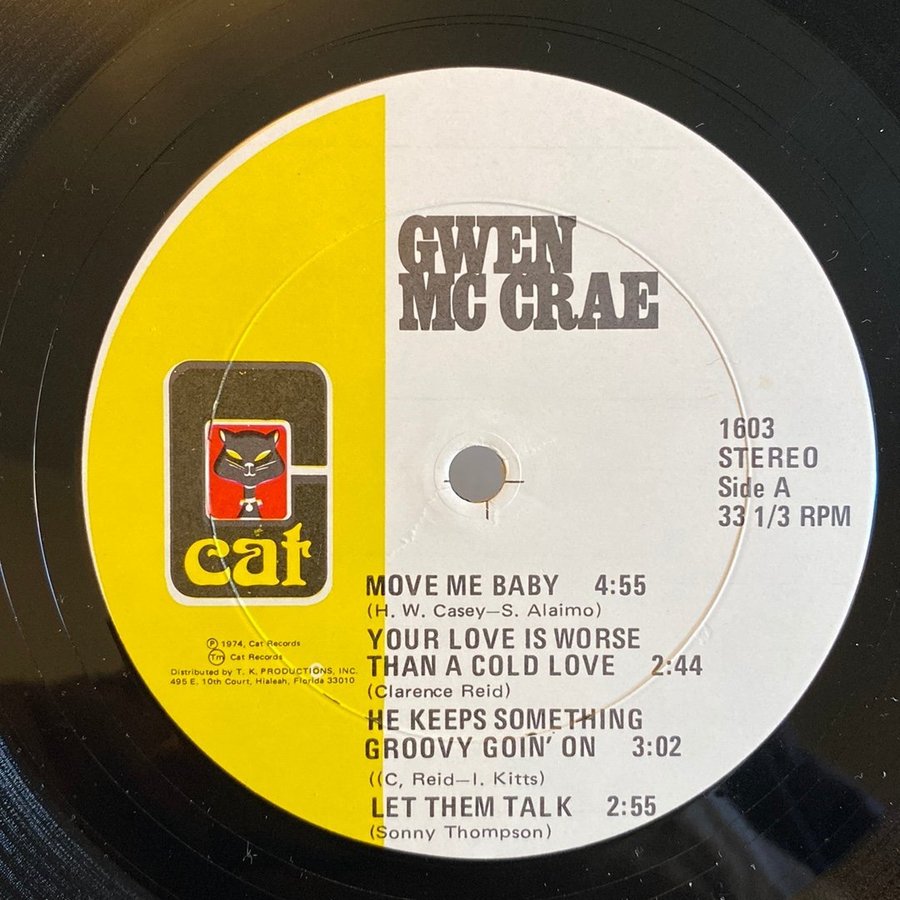 GWEN
MC CRAE
1603
STEREO
Side A
33 1/3 RPM
cat
MOVE ME BABY 4:55
(H. W. Casey—S. Alaimo)
YOUR LOVE IS WORSE
THAN A COLD LOVE 2:44
(Clarence Reid)
HE KEEPS SOMETHING
GROOVY GOIN' ON 3:02
((C, Reid—I. Kitts)
LET THEM TALK 2:55
(Sonny Thompson)
Ⓟ 1974, Cat Records
Tm Cat Records
Distributed by T. K. PRODUCTIONS, INC.
495 E. 10th Court, Hialeah, Florida 33010